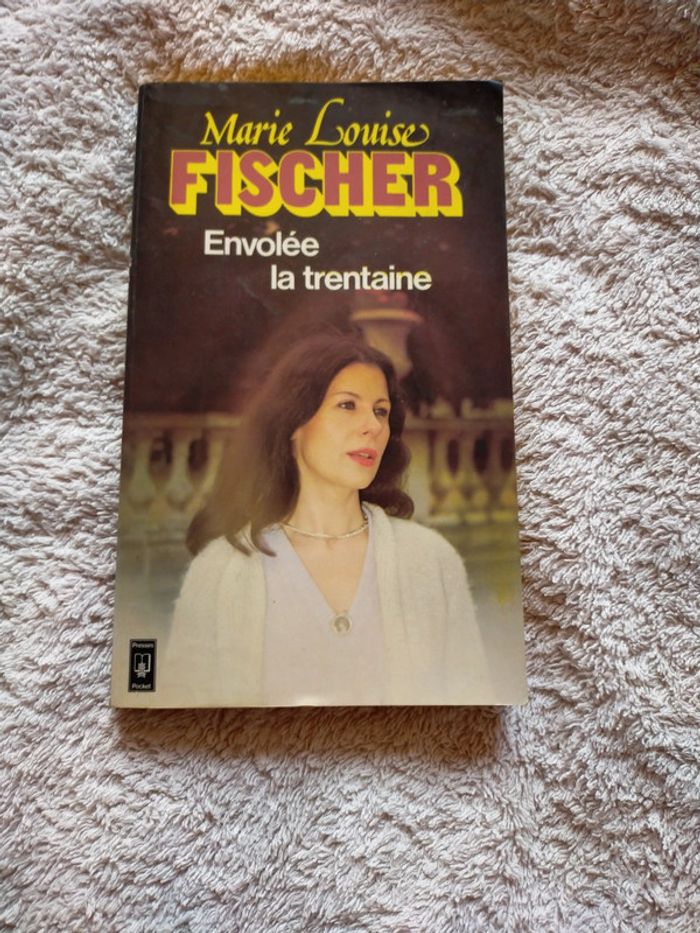 Marie Louise
FISCHER
Envolée
la trentaine
Presses
Pocket